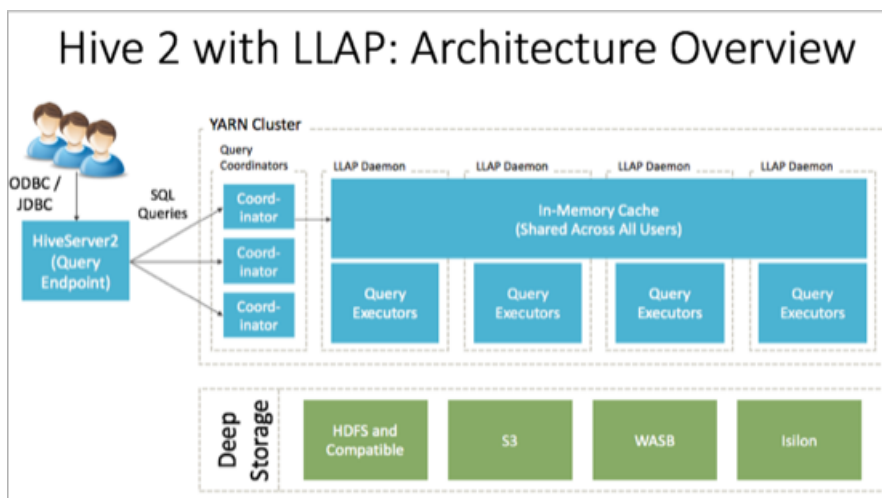 Hive 2 with LLAP: Architecture Overview
YARN Cluster
Query
Coordinators
LLAP Daemon
LLAP Daemon
LLAP Daemon
LLAP Daemon
ODBC /
JDBC
SQL
Queries
HiveServer2
(Query
Endpoint)
Coord-
inator
Coord-
inator
Coord-
inator
In-Memory Cache
(Shared Across All Users)
Query
Executors
Query
Executors
Query
Executors
Query
Executors
Deep
Storage
HDFS and
Compatible
S3
WASB
Isilon